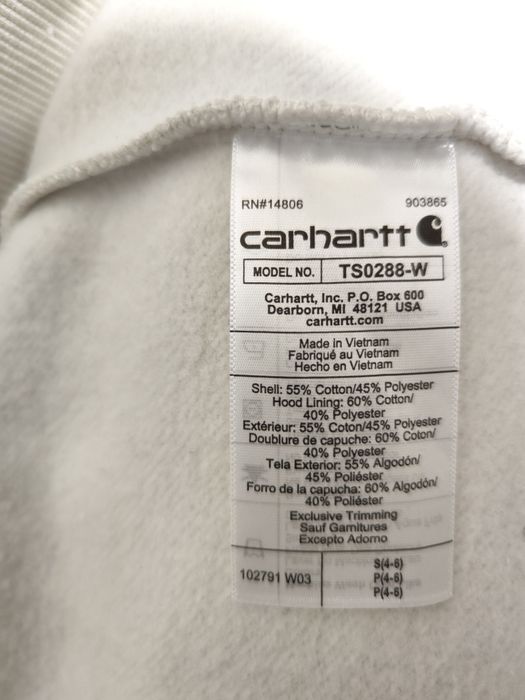 RN#14806 903865
carhartt
MODEL NO. TS0288-W
Carhartt, Inc. P.O. Box 600
Dearborn, MI 48121 USA
carhartt.com
Made in Vietnam
Fabriqué au Vietnam
Hecho en Vietnam
Shell: 55% Cotton/45% Polyester
Hood Lining: 60% Cotton/
40% Polyester
Extérieur: 55% Coton/45% Polyester
Doublure de capuche: 60% Coton/
40% Polyester
Tela Exterior: 55% Algodón/
45% Poliéster
Forro de la capucha: 60% Algodón/
40% Poliéster
Exclusive Trimming
Sauf Garnitures
Excepto Adorno
102791 W03
S(4-6)
P(4-6)
P(4-6)